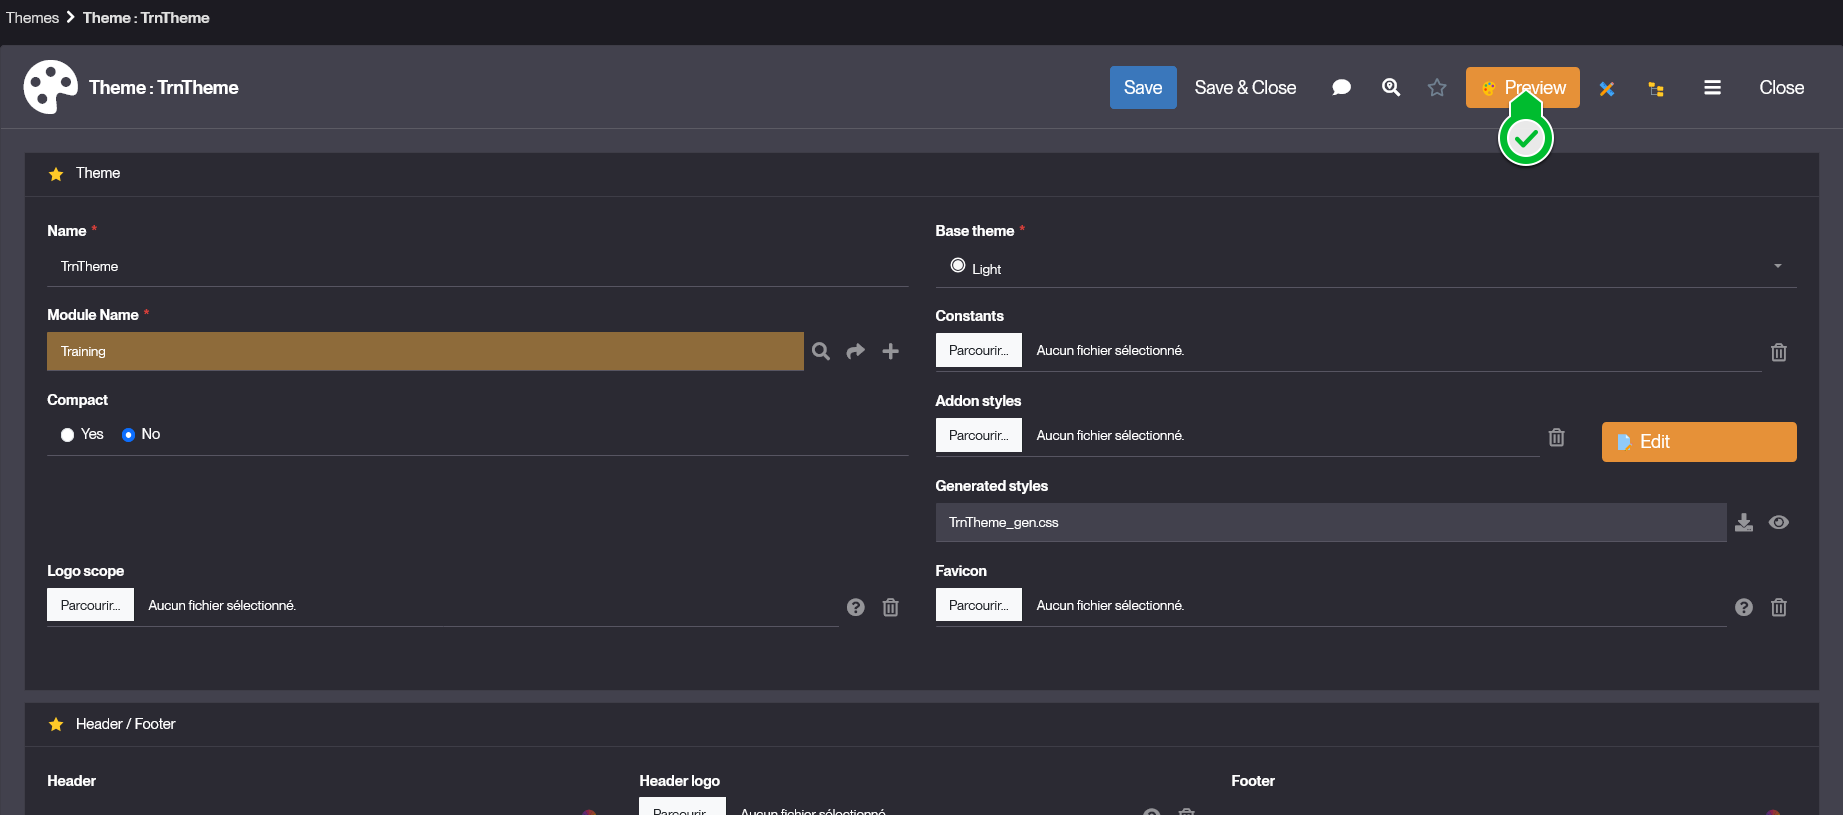 Themes > Theme : TrnTheme
Theme : TrnTheme
Save Save & Close Preview Close
Theme
Name *
TrnTheme
Base theme *
Light
Module Name *
Training
Constants
Parcourir... Aucun fichier sélectionné.
Compact
Yes No
Addon styles
Parcourir... Aucun fichier sélectionné.
Edit
Generated styles
TrnTheme_gen.css
Logo scope
Parcourir... Aucun fichier sélectionné.
Favicon
Parcourir... Aucun fichier sélectionné.
Header / Footer
Header Header logo Footer
Parcourir... Aucun fichier sélectionné.